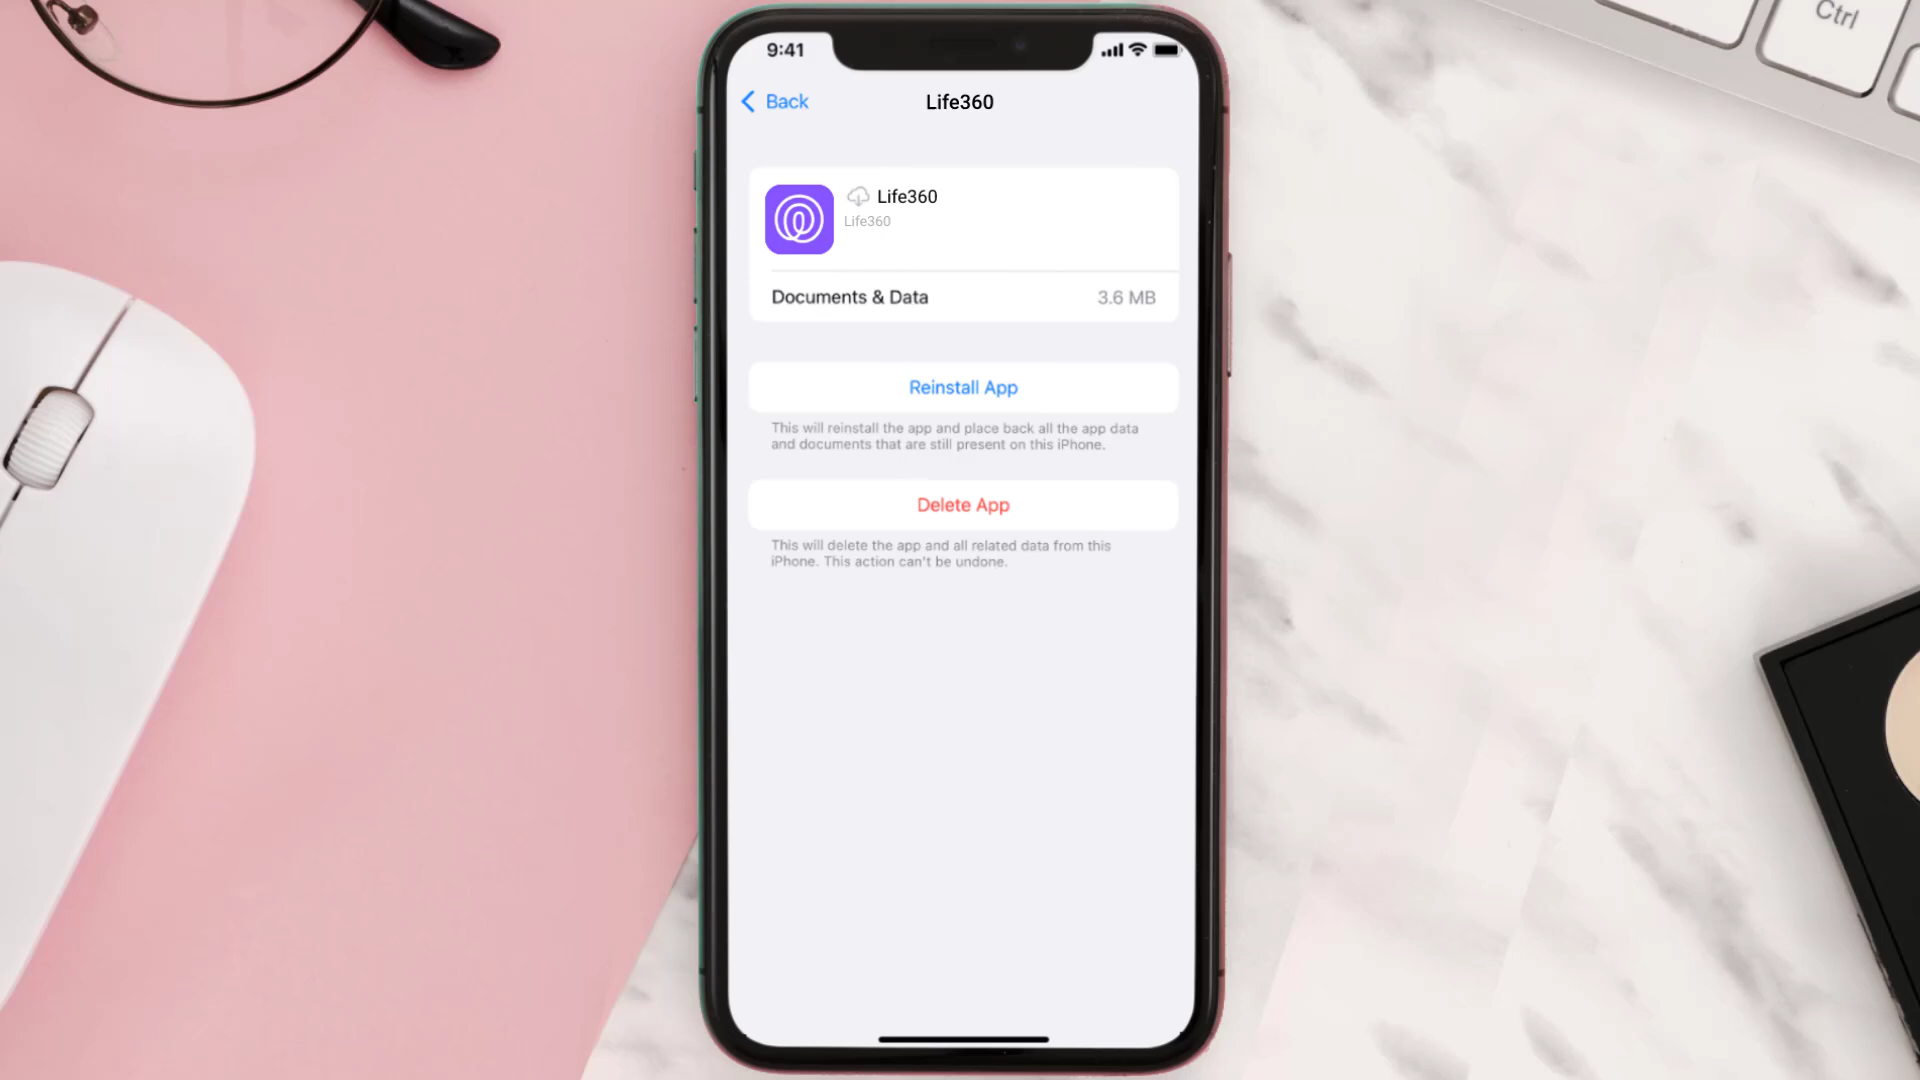 Ctrl
9:41
Back
Life360
Life360
Life360
Documents & Data 3.6 MB
Reinstall App
This will reinstall the app and place back all the app data
and documents that are still present on this iPhone.
Delete App
This will delete the app and all related data from this
iPhone. This action can't be undone.